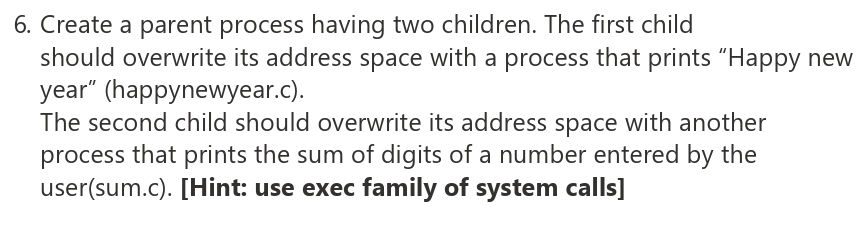 6. Create a parent process having two children. The first child
should overwrite its address space with a process that prints “Happy new
year” (happynewyear.c).
The second child should overwrite its address space with another
process that prints the sum of digits of a number entered by the
user(sum.c). [Hint: use exec family of system calls]